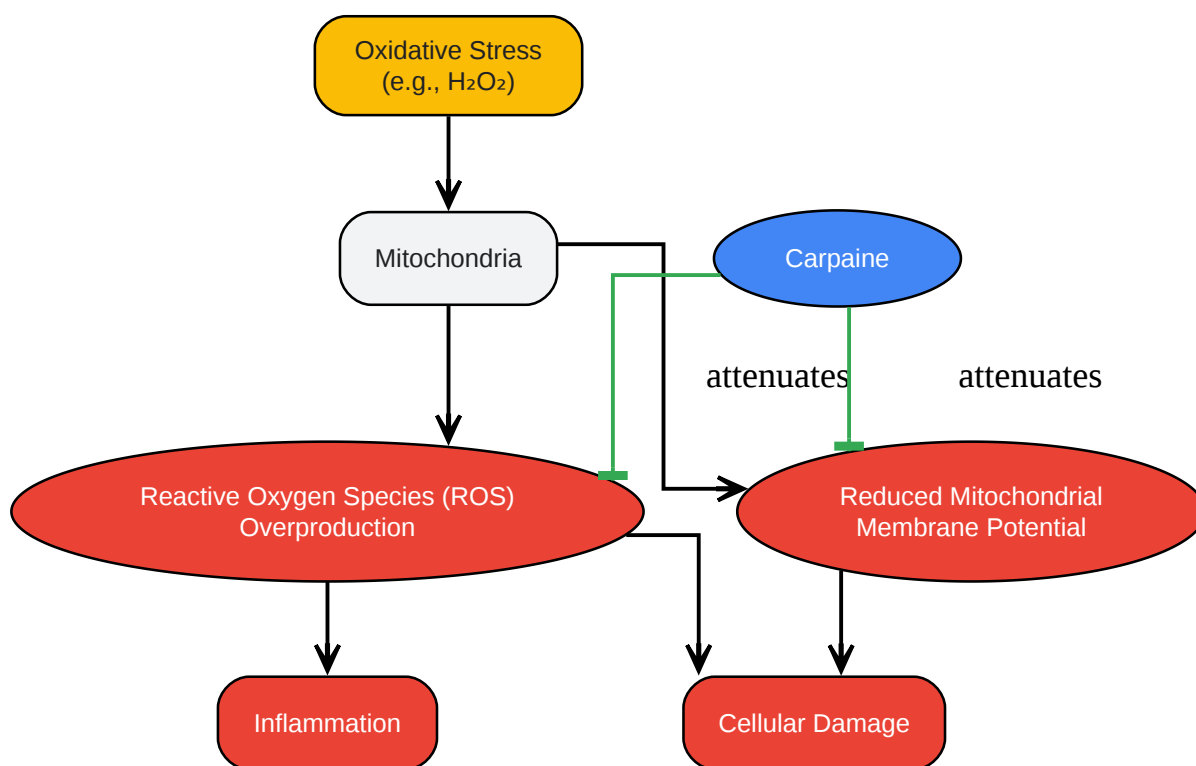 Oxidative Stress
(e.g., H₂O₂)
Mitochondria
Carpaine
attenuates
attenuates
Reactive Oxygen Species (ROS)
Overproduction
Reduced Mitochondrial
Membrane Potential
Inflammation
Cellular Damage